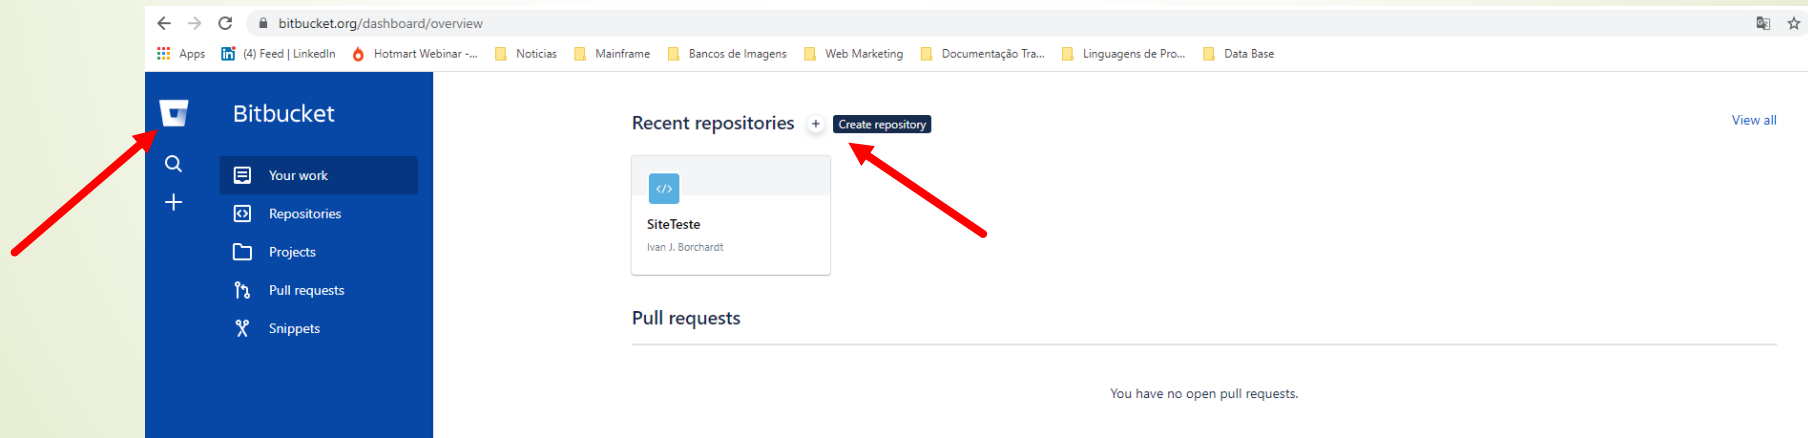 bitbucket.org/dashboard/overview
Apps (4) Feed | LinkedIn Hotmart Webinar -... Noticias Mainframe Bancos de Imagens Web Marketing Documentação Tra... Linguagens de Pro... Data Base
Bitbucket
Your work
Repositories
Projects
Pull requests
Snippets
Recent repositories + Create repository View all
</>
SiteTeste
Ivan J. Borchardt
Pull requests
You have no open pull requests.